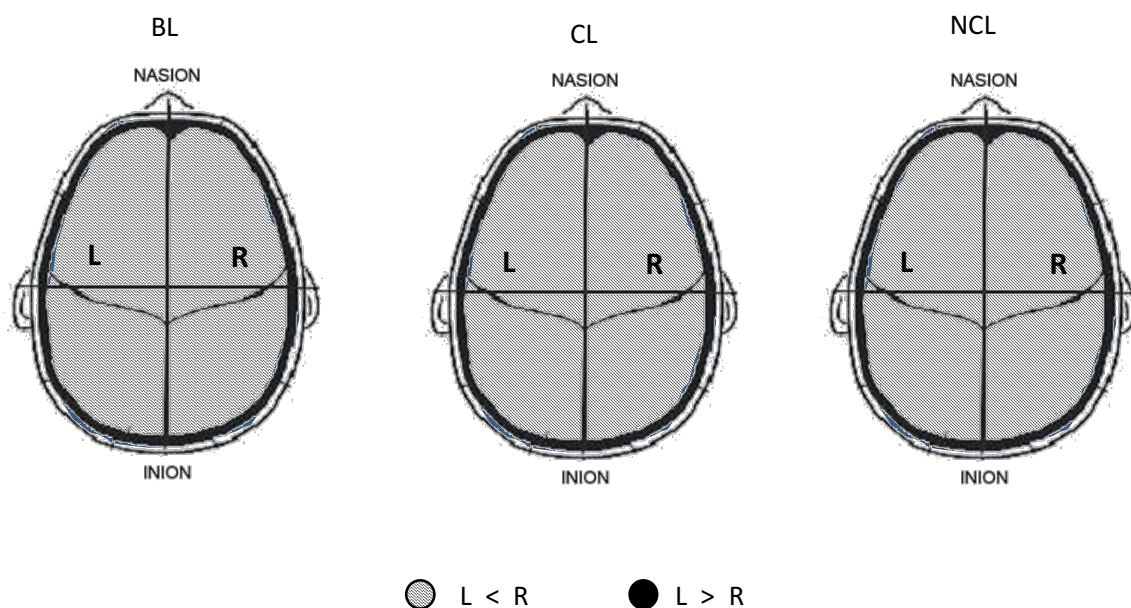 BL CL NCL
NASION NASION NASION
L R L R L R
INION INION INION
L < R L > R